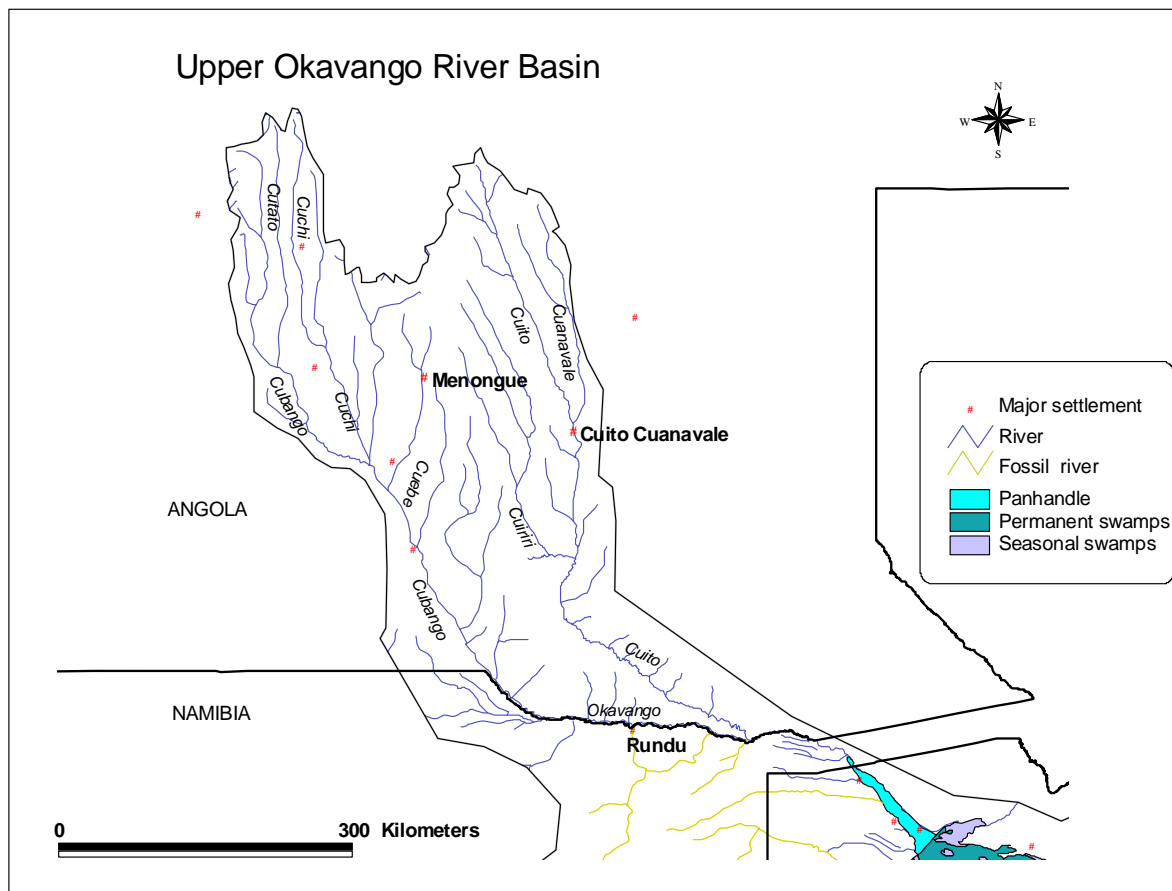 Upper Okavango River Basin
N
W
E
S
Cutato
Cuchi
Cuito
Cuanavale
Menongue
Cubango
Cuchi
Cuito Cuanavale
Cuebe
Cuiriri
ANGOLA
Cubango
Cuito
NAMIBIA
Okavango
Rundu
# Major settlement
River
Fossil river
Panhandle
Permanent swamps
Seasonal swamps
0
300 Kilometers